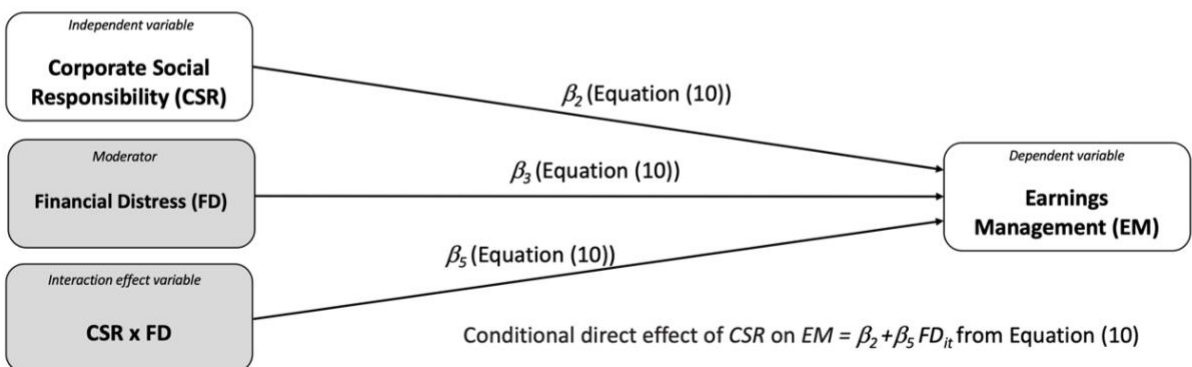 Independent variable
Corporate Social
Responsibility (CSR)
β2 (Equation (10))
Moderator
Financial Distress (FD)
β3 (Equation (10))
Dependent variable
Earnings
Management (EM)
β5 (Equation (10))
Interaction effect variable
CSR x FD
Conditional direct effect of CSR on EM = β2+β5 FDit from Equation (10)